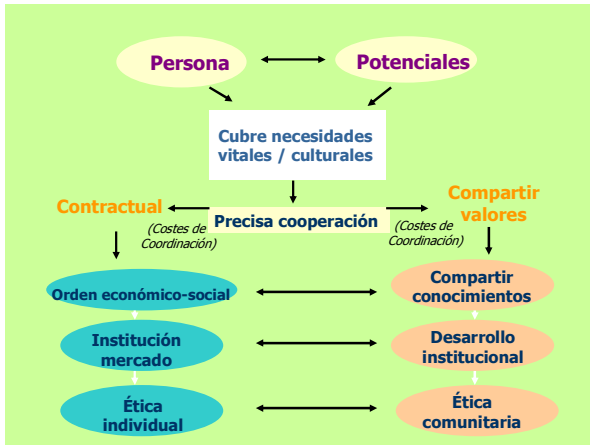 Persona
Potenciales
Cubre necesidades
vitales / culturales
Contractual
Compartir
valores
(Costes de
Coordinación)
Precisa cooperación
(Costes de
Coordinación)
Orden económico-social
Compartir
conocimientos
Institución
mercado
Desarrollo
institucional
Ética
individual
Ética
comunitaria